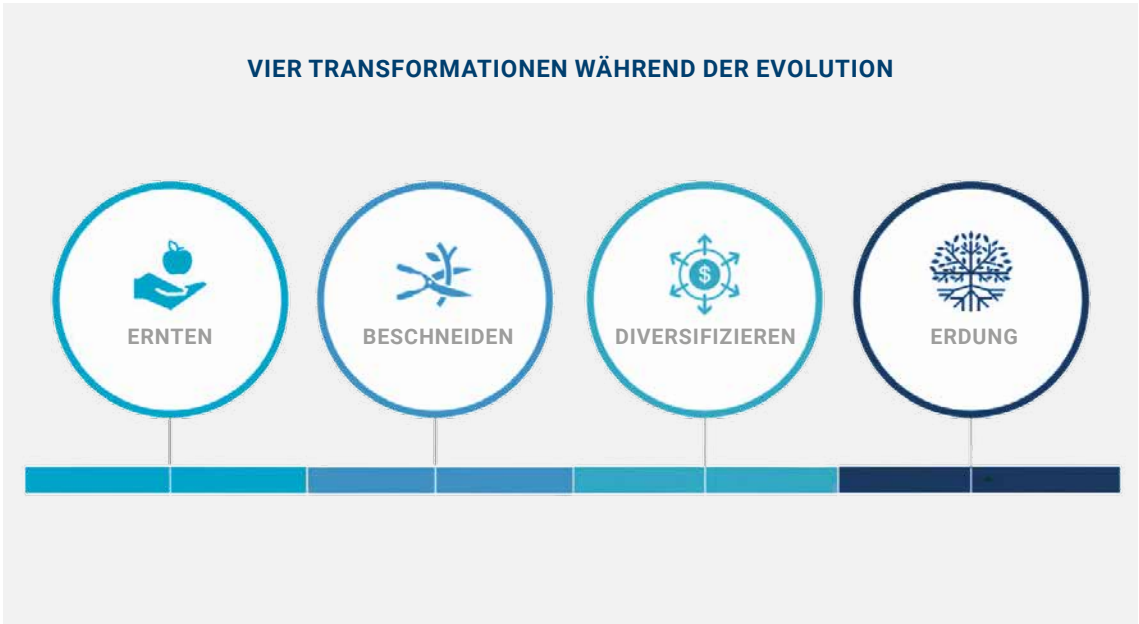 VIER TRANSFORMATIONEN WÄHREND DER EVOLUTION
$
ERNTEN
BESCHNEIDEN
DIVERSIFIZIEREN
ERDUNG